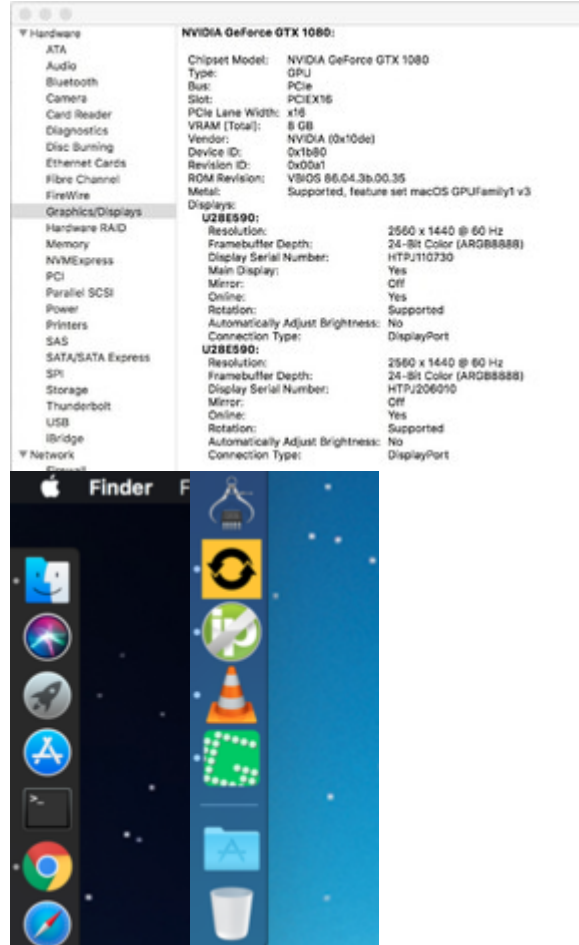 Hardware
ATA
Audio
Bluetooth
Camera
Card Reader
Diagnostics
Disc Burning
Ethernet Cards
Fibre Channel
FireWire
Graphics/Displays
Hardware RAID
Memory
NVMExpress
PCI
Parallel SCSI
Power
Printers
SAS
SATA/SATA Express
SPI
Storage
Thunderbolt
USB
iBridge
Network
Firewall
NVIDIA GeForce GTX 1080:
Chipset Model: NVIDIA GeForce GTX 1080
Type: GPU
Bus: PCIe
Slot: PCIEX16
PCIe Lane Width: x16
VRAM (Total): 8 GB
Vendor: NVIDIA (0x10de)
Device ID: 0x1b80
Revision ID: 0x00a1
ROM Revision: VBIOS 86.04.3b.00.35
Metal: Supported, feature set macOS GPUFamily1 v3
Displays:
U28E590:
Resolution: 2560 x 1440 @ 60 Hz
Framebuffer Depth: 24-Bit Color (ARGB8888)
Display Serial Number: HTPJ110730
Main Display: Yes
Mirror: Off
Online: Yes
Rotation: Supported
Automatically Adjust Brightness: No
Connection Type: DisplayPort
U28E590:
Resolution: 2560 x 1440 @ 60 Hz
Framebuffer Depth: 24-Bit Color (ARGB8888)
Display Serial Number: HTPJ206010
Mirror: Off
Online: Yes
Rotation: Supported
Automatically Adjust Brightness: No
Connection Type: DisplayPort
Finder F
>_
ip